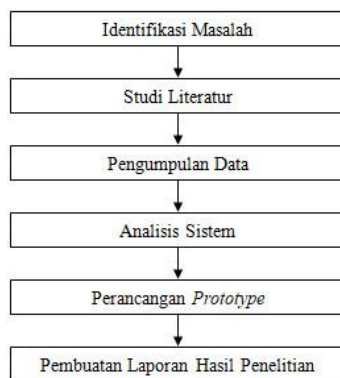 Identifikasi Masalah
Studi Literatur
Pengumpulan Data
Analisis Sistem
Perancangan Prototype
Pembuatan Laporan Hasil Penelitian